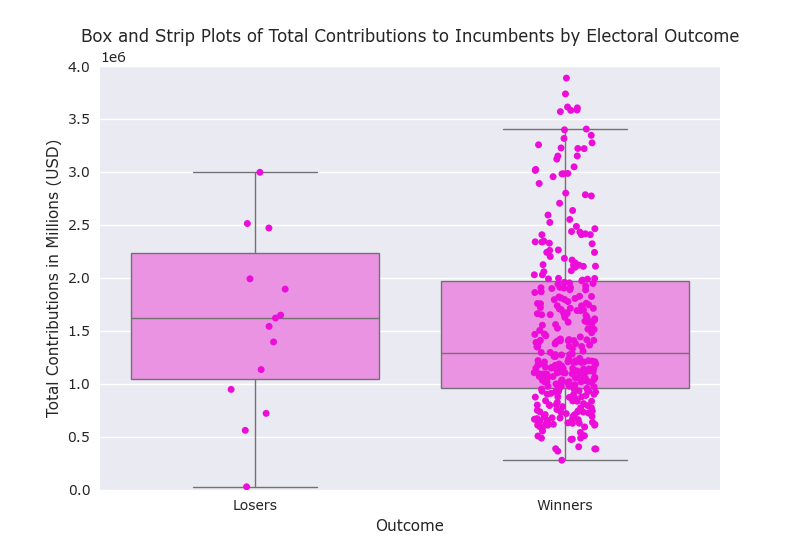 Box and Strip Plots of Total Contributions to Incumbents by Electoral Outcome
1e6
4.0
3.5
3.0
2.5
2.0
1.5
1.0
0.5
0.0
Total Contributions in Millions (USD)
Losers Winners
Outcome